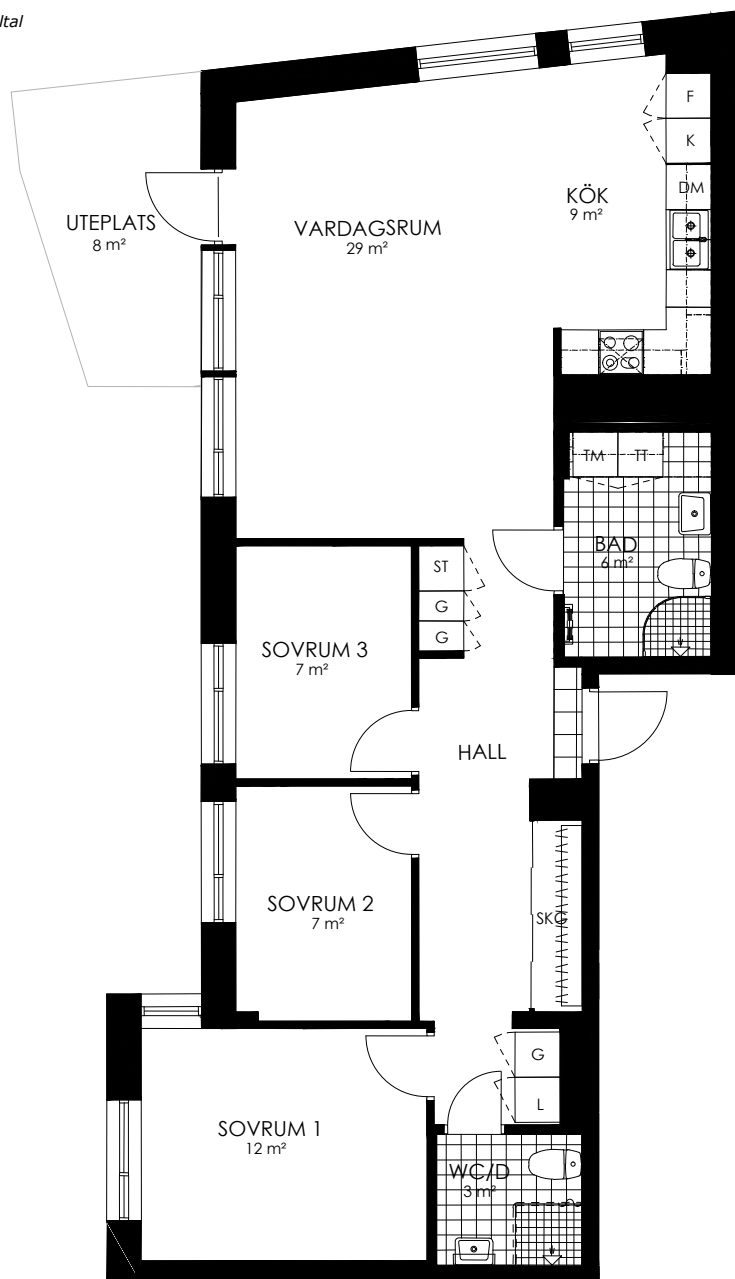 ltal
F
K
DM
KÖK
9 m²
UTEPLATS
8 m²
VARDAGSRUM
29 m²
TM
TT
BAD
6 m²
ST
G
G
SOVRUM 3
7 m²
HALL
SOVRUM 2
7 m²
SKG
G
L
SOVRUM 1
12 m²
WC/D
3 m²